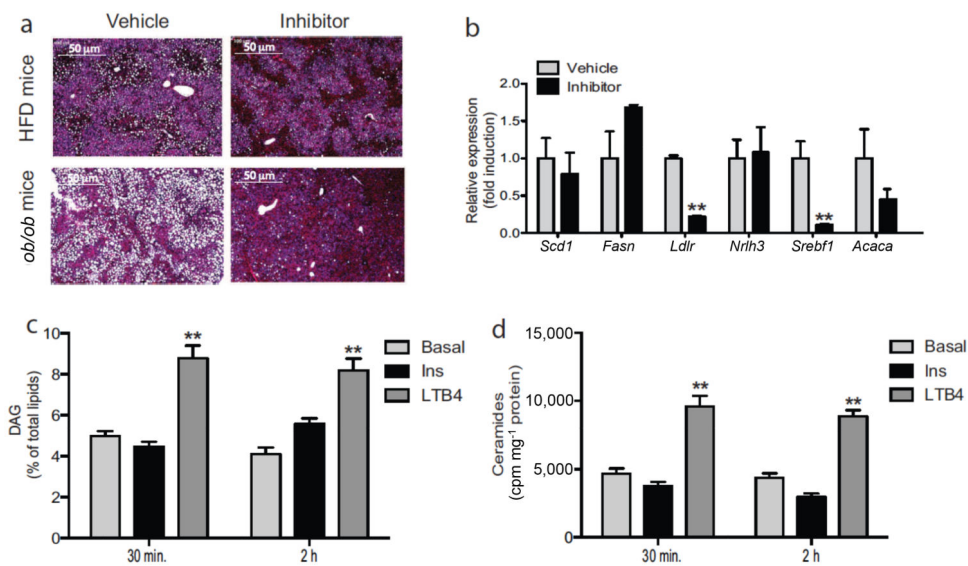 a
Vehicle
Inhibitor
HFD mice
50 μm
50 μm
ob/ob mice
50 μm
50 μm
b
Vehicle
Inhibitor
Relative expression
(fold induction)
2.0
1.5
1.0
0.5
0.0
**
**
Scd1 Fasn Ldlr Nrlh3 Srebf1 Acaca
c
DAG
(% of total lipids)
10
8
6
4
2
0
**
**
Basal
Ins
LTB4
30 min. 2 h
d
Ceramides
(cpm mg-1 protein)
15,000
10,000
5,000
0
**
**
Basal
Ins
LTB4
30 min. 2 h